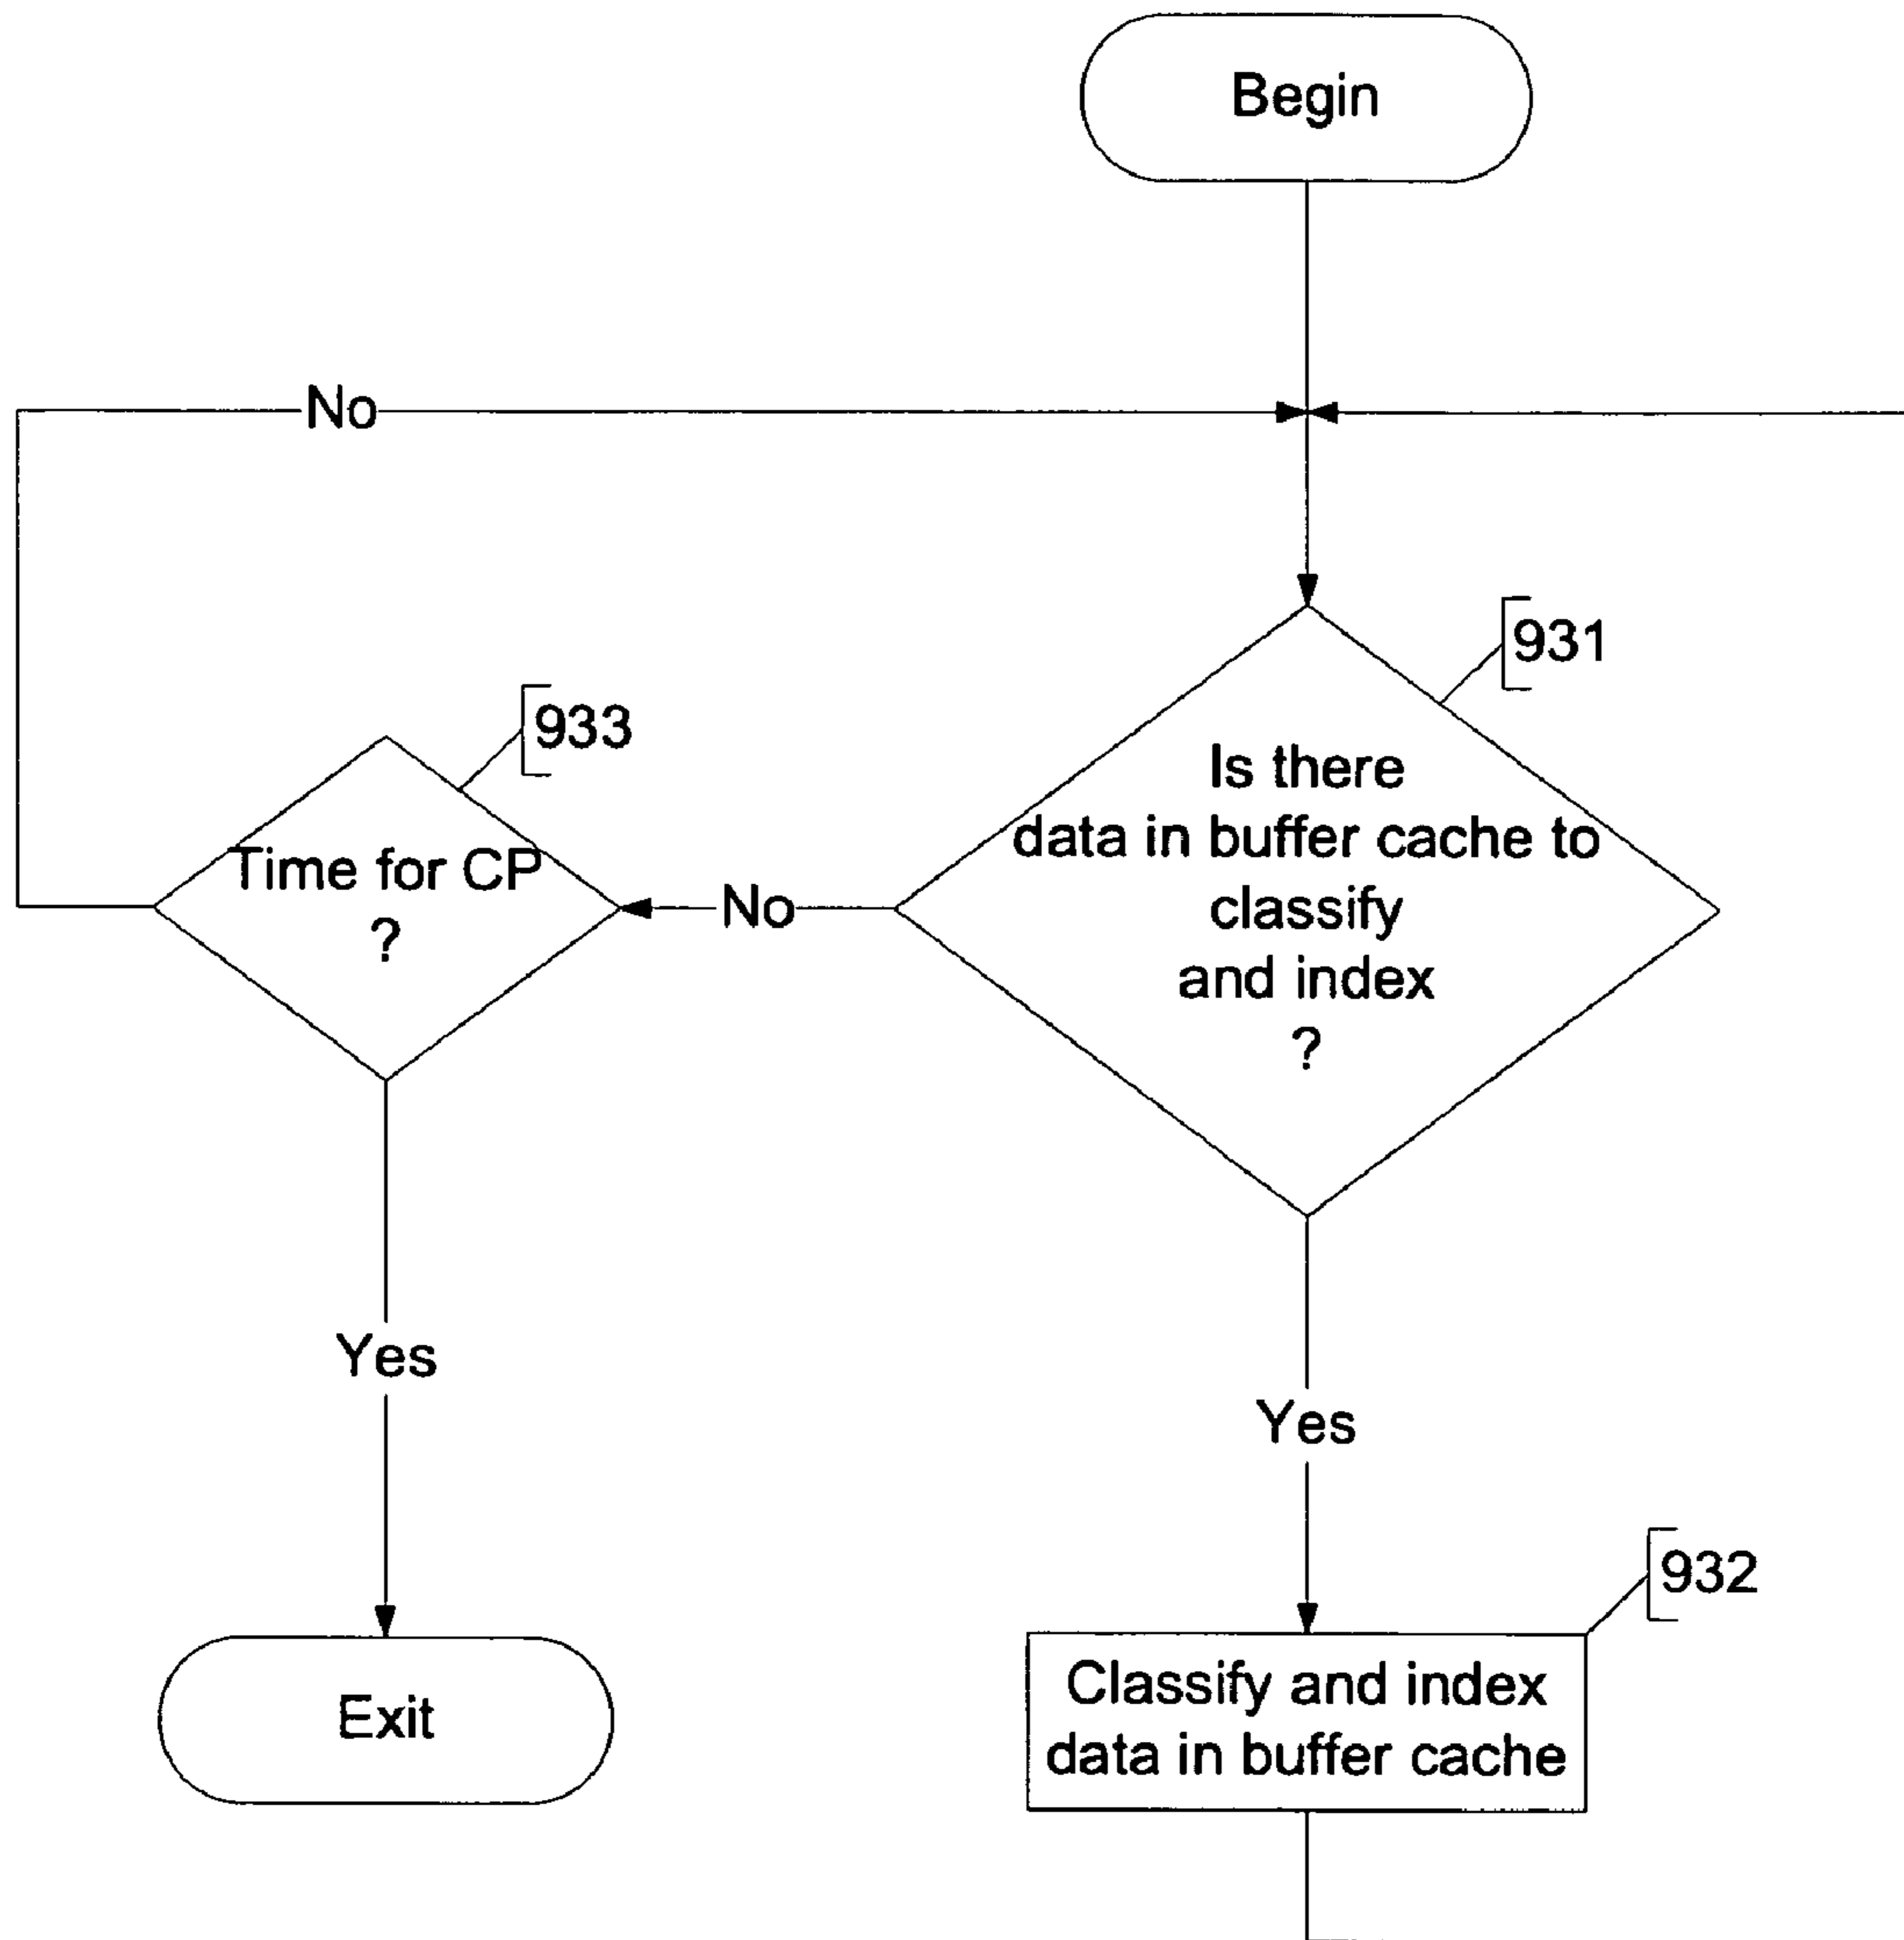 Begin
No
931
933
Is there
data in buffer cache to
classify
and index
?
Time for CP
?
No
Yes
Yes
932
Classify and index
data in buffer cache
Exit